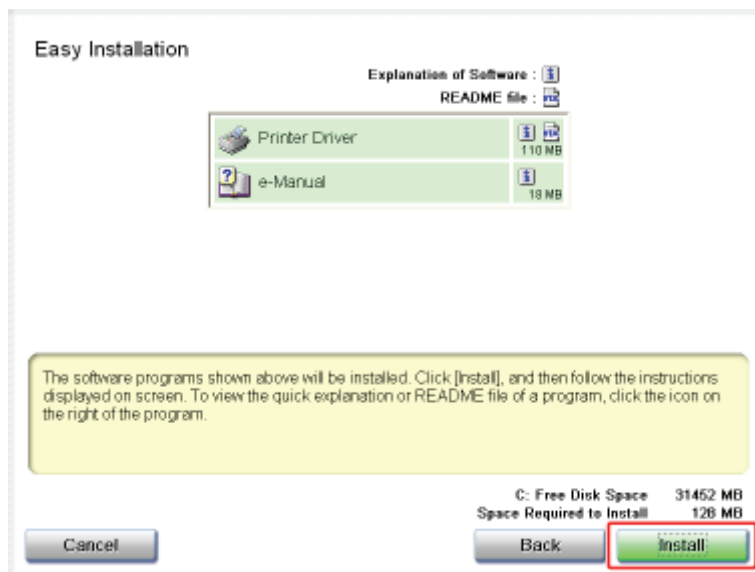 Easy Installation
Explanation of Software :
README file :
Printer Driver
110 MB
e-Manual
18 MB
The software programs shown above will be installed. Click [Install], and then follow the instructions
displayed on screen. To view the quick explanation or README file of a program, click the icon on
the right of the program.
C: Free Disk Space 31452 MB
Space Required to Install 128 MB
Cancel
Back
Install